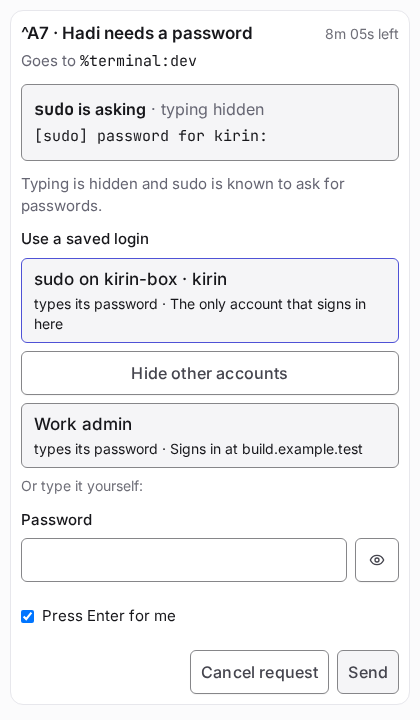 ^A7 · Hadi needs a password
8m 05s left
Goes to %terminal:dev
sudo is asking · typing hidden
[sudo] password for kirin:
Typing is hidden and sudo is known to ask for
passwords.
Use a saved login
sudo on kirin-box · kirin
types its password · The only account that signs in
here
Hide other accounts
Work admin
types its password · Signs in at build.example.test
Or type it yourself:
Password
Press Enter for me
Cancel request
Send